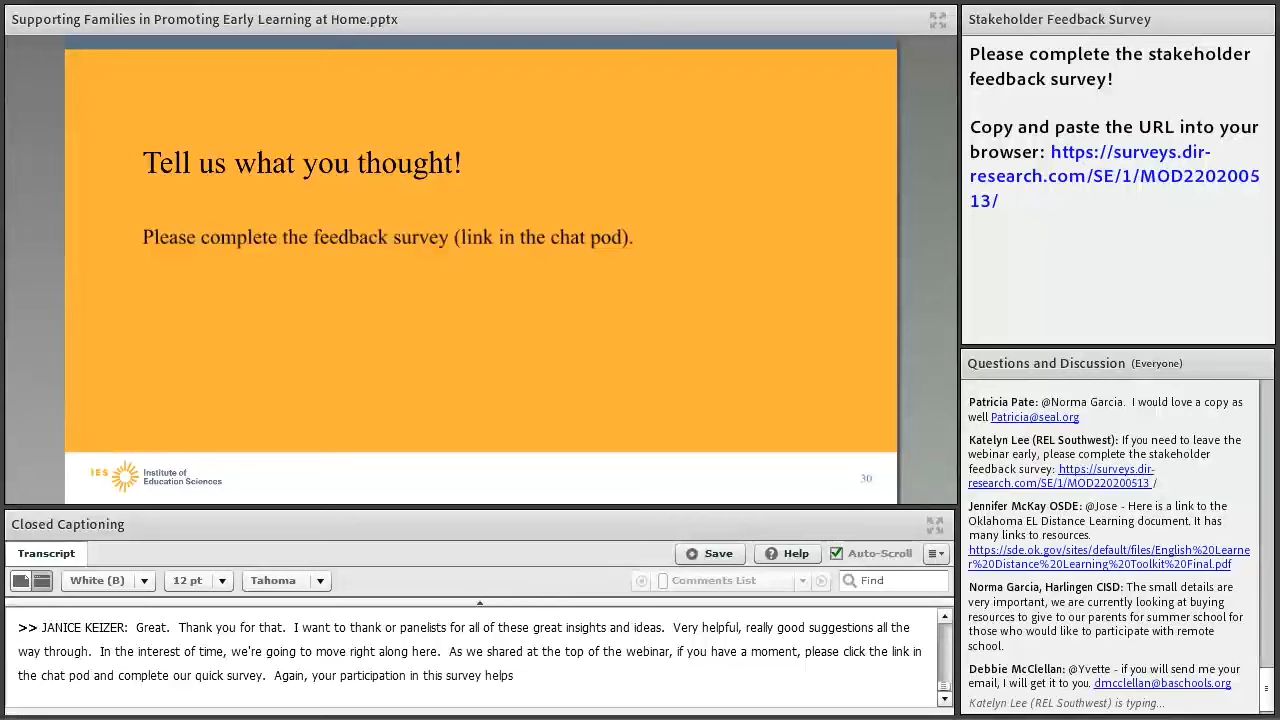 Supporting Families in Promoting Early Learning at Home.pptx
Tell us what you thought!
Please complete the feedback survey (link in the chat pod).
IES
Institute of
Education Sciences
30
Closed Captioning
Transcript
Save
Help
Auto-Scroll
White (B)
12 pt
Tahoma
Comments List
Find
>> JANICE KEIZER:  Great.  Thank you for that.  I want to thank or panelists for all of these great insights and ideas.  Very helpful, really good suggestions all the
way through.  In the interest of time, we're going to move right along here.  As we shared at the top of the webinar, if you have a moment, please click the link in
the chat pod and complete our quick survey.  Again, your participation in this survey helps
Stakeholder Feedback Survey
Please complete the stakeholder
feedback survey!
Copy and paste the URL into your
browser: https://surveys.dir-
research.com/SE/1/MOD2202005
13/
Questions and Discussion (Everyone)
Patricia Pate: @Norma Garcia.  I would love a copy as
well Patricia@seal.org
Katelyn Lee (REL Southwest): If you need to leave the
webinar early, please complete the stakeholder
feedback survey: https://surveys.dir-
research.com/SE/1/MOD220200513 /
Jennifer McKay OSDE: @Jose - Here is a link to the
Oklahoma EL Distance Learning document. It has
many links to resources.
https://sde.ok.gov/sites/default/files/English%20Learne
r%20Distance%20Learning%20Toolkit%20Final.pdf
Norma Garcia, Harlingen CISD: The small details are
very important, we are currently looking at buying
resources to give to our parents for summer school for
those who would like to participate with remote
school.
Debbie McClellan: @Yvette - if you will send me your
email, I will get it to you. dmcclellan@baschools.org
Katelyn Lee (REL Southwest) is typing...